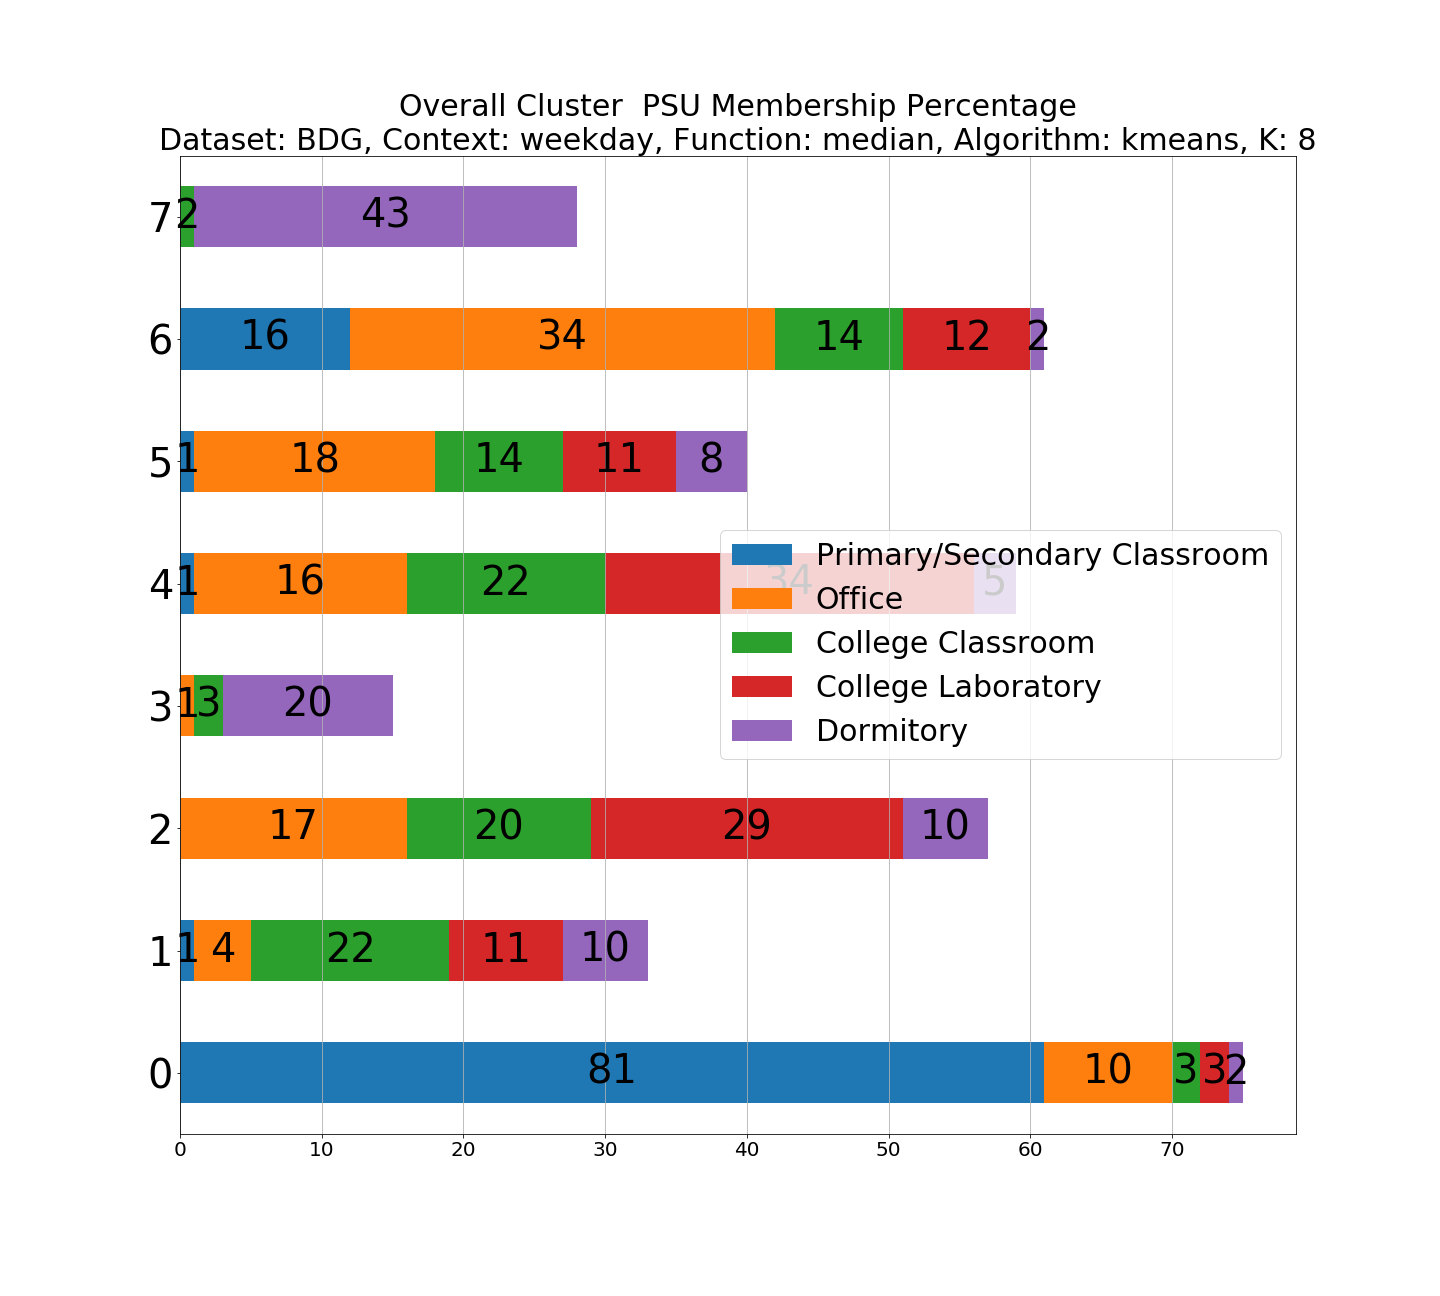 Overall Cluster  PSU Membership Percentage
Dataset: BDG, Context: weekday, Function: median, Algorithm: kmeans, K: 8
7 2 43
6 16 34 14 12 2
5 1 18 14 11 8
4 1 16 22 34 5
Primary/Secondary Classroom
Office
College Classroom
College Laboratory
Dormitory
3 1 3 20
2 17 20 29 10
1 1 4 22 11 10
0 81 10 3 3 2
0 10 20 30 40 50 60 70